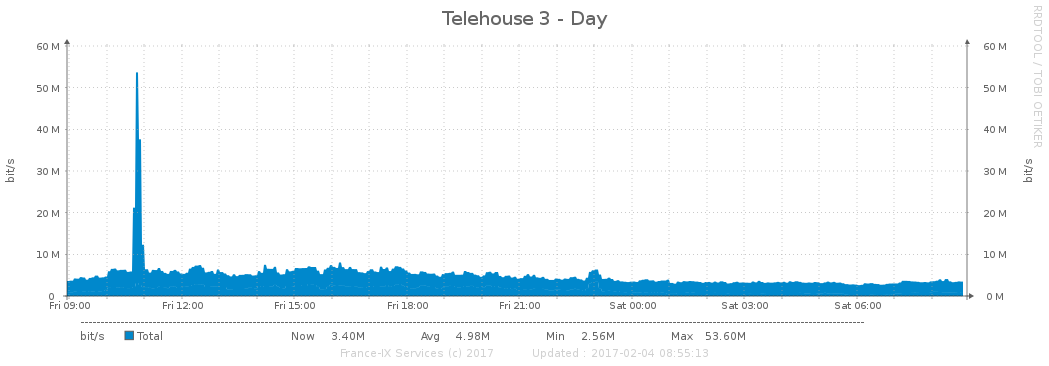 Telehouse 3 - Day
RRDTOOL / TOBI OETIKER
bit/s
60 M 60 M
50 M 50 M
40 M 40 M
30 M 30 M
20 M 20 M
10 M 10 M
0 0 M
bit/s
Fri 09:00 Fri 12:00 Fri 15:00 Fri 18:00 Fri 21:00 Sat 00:00 Sat 03:00 Sat 06:00
bit/s Total Now 3.40M Avg 4.98M Min 2.56M Max 53.60M
France-IX Services (c) 2017 Updated : 2017-02-04 08:55:13